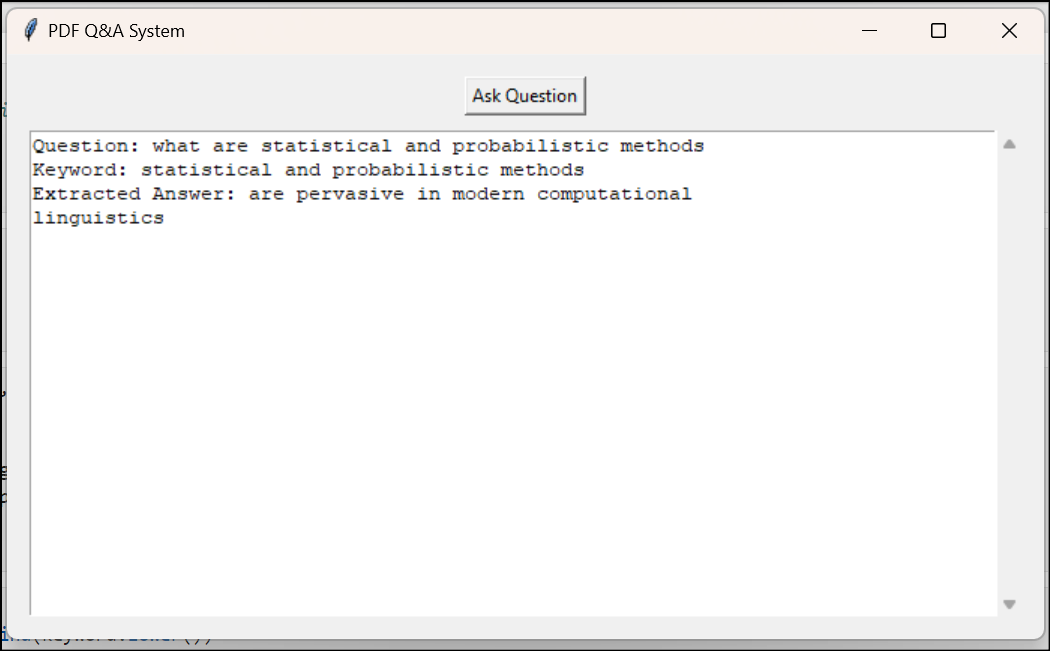 PDF Q&A System
Ask Question
Question: what are statistical and probabilistic methods
Keyword: statistical and probabilistic methods
Extracted Answer: are pervasive in modern computational
linguistics